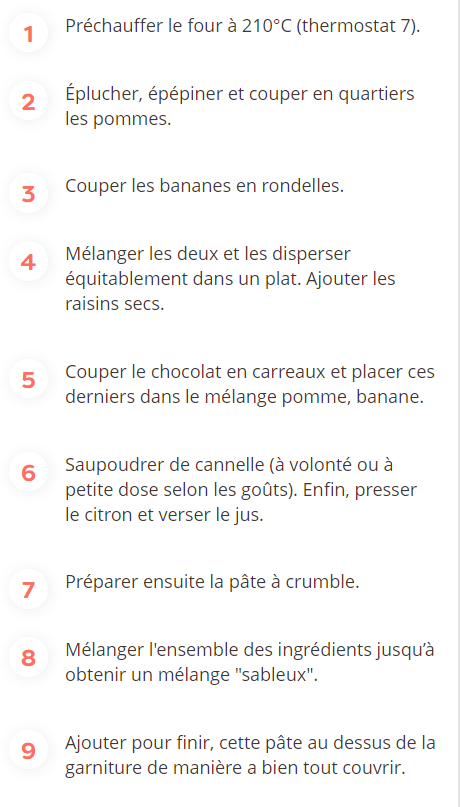 1 Préchauffer le four à 210°C (thermostat 7).
2 Éplucher, épépiner et couper en quartiers
les pommes.
3 Couper les bananes en rondelles.
4 Mélanger les deux et les disperser
équitablement dans un plat. Ajouter les
raisins secs.
5 Couper le chocolat en carreaux et placer ces
derniers dans le mélange pomme, banane.
6 Saupoudrer de cannelle (à volonté ou à
petite dose selon les goûts). Enfin, presser
le citron et verser le jus.
7 Préparer ensuite la pâte à crumble.
8 Mélanger l'ensemble des ingrédients jusqu’à
obtenir un mélange "sableux".
9 Ajouter pour finir, cette pâte au dessus de la
garniture de manière a bien tout couvrir.